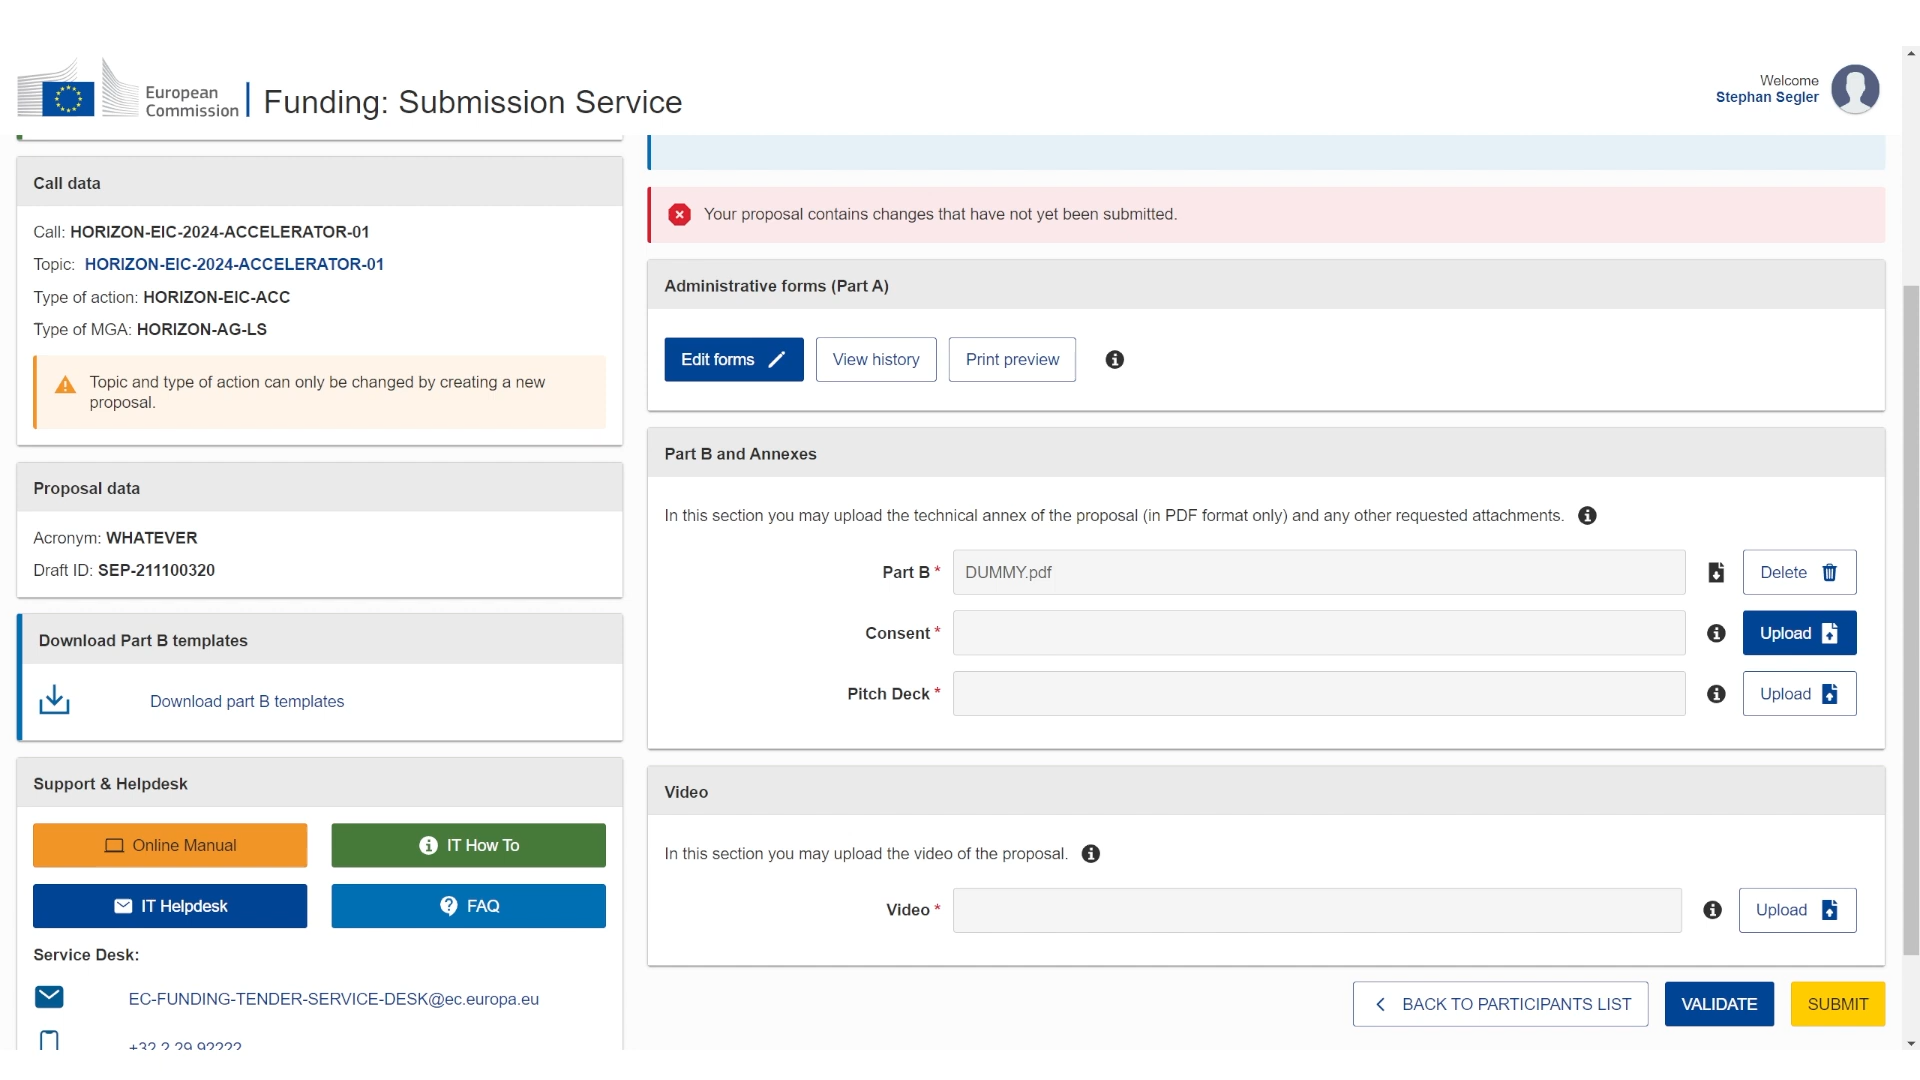 European
Commission
Funding: Submission Service
Welcome
Stephan Segler
Call data
Call: HORIZON-EIC-2024-ACCELERATOR-01
Topic: HORIZON-EIC-2024-ACCELERATOR-01
Type of action: HORIZON-EIC-ACC
Type of MGA: HORIZON-AG-LS
Topic and type of action can only be changed by creating a new
proposal.
Proposal data
Acronym: WHATEVER
Draft ID: SEP-211100320
Download Part B templates
Download part B templates
Support & Helpdesk
Online Manual
IT How To
IT Helpdesk
FAQ
Service Desk:
EC-FUNDING-TENDER-SERVICE-DESK@ec.europa.eu
+32 2 29 92222
Your proposal contains changes that have not yet been submitted.
Administrative forms (Part A)
Edit forms
View history
Print preview
Part B and Annexes
In this section you may upload the technical annex of the proposal (in PDF format only) and any other requested attachments.
Part B * DUMMY.pdf Delete
Consent * Upload
Pitch Deck * Upload
Video
In this section you may upload the video of the proposal.
Video * Upload
BACK TO PARTICIPANTS LIST
VALIDATE
SUBMIT